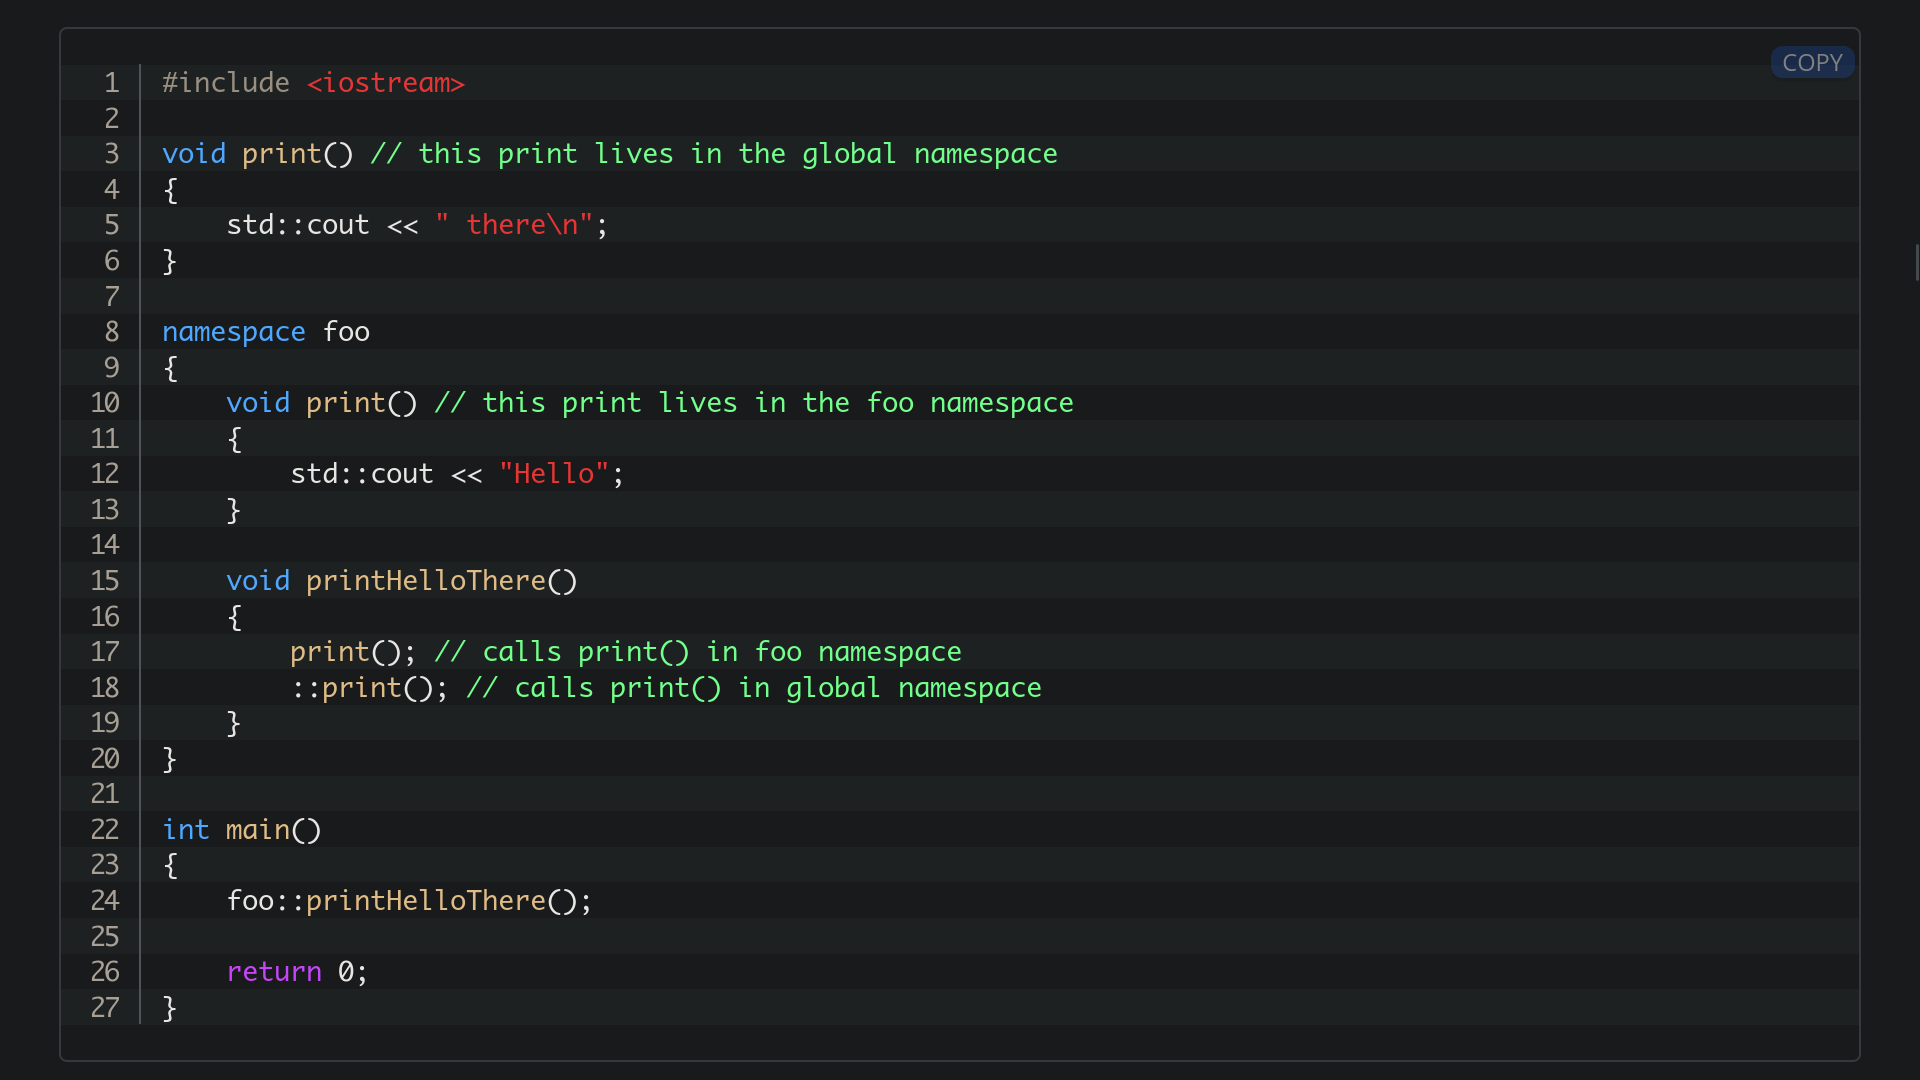 COPY
1 #include <iostream>
2
3 void print() // this print lives in the global namespace
4 {
5     std::cout << " there\n";
6 }
7
8 namespace foo
9 {
10     void print() // this print lives in the foo namespace
11     {
12         std::cout << "Hello";
13     }
14
15     void printHelloThere()
16     {
17         print(); // calls print() in foo namespace
18         ::print(); // calls print() in global namespace
19     }
20 }
21
22 int main()
23 {
24     foo::printHelloThere();
25
26     return 0;
27 }